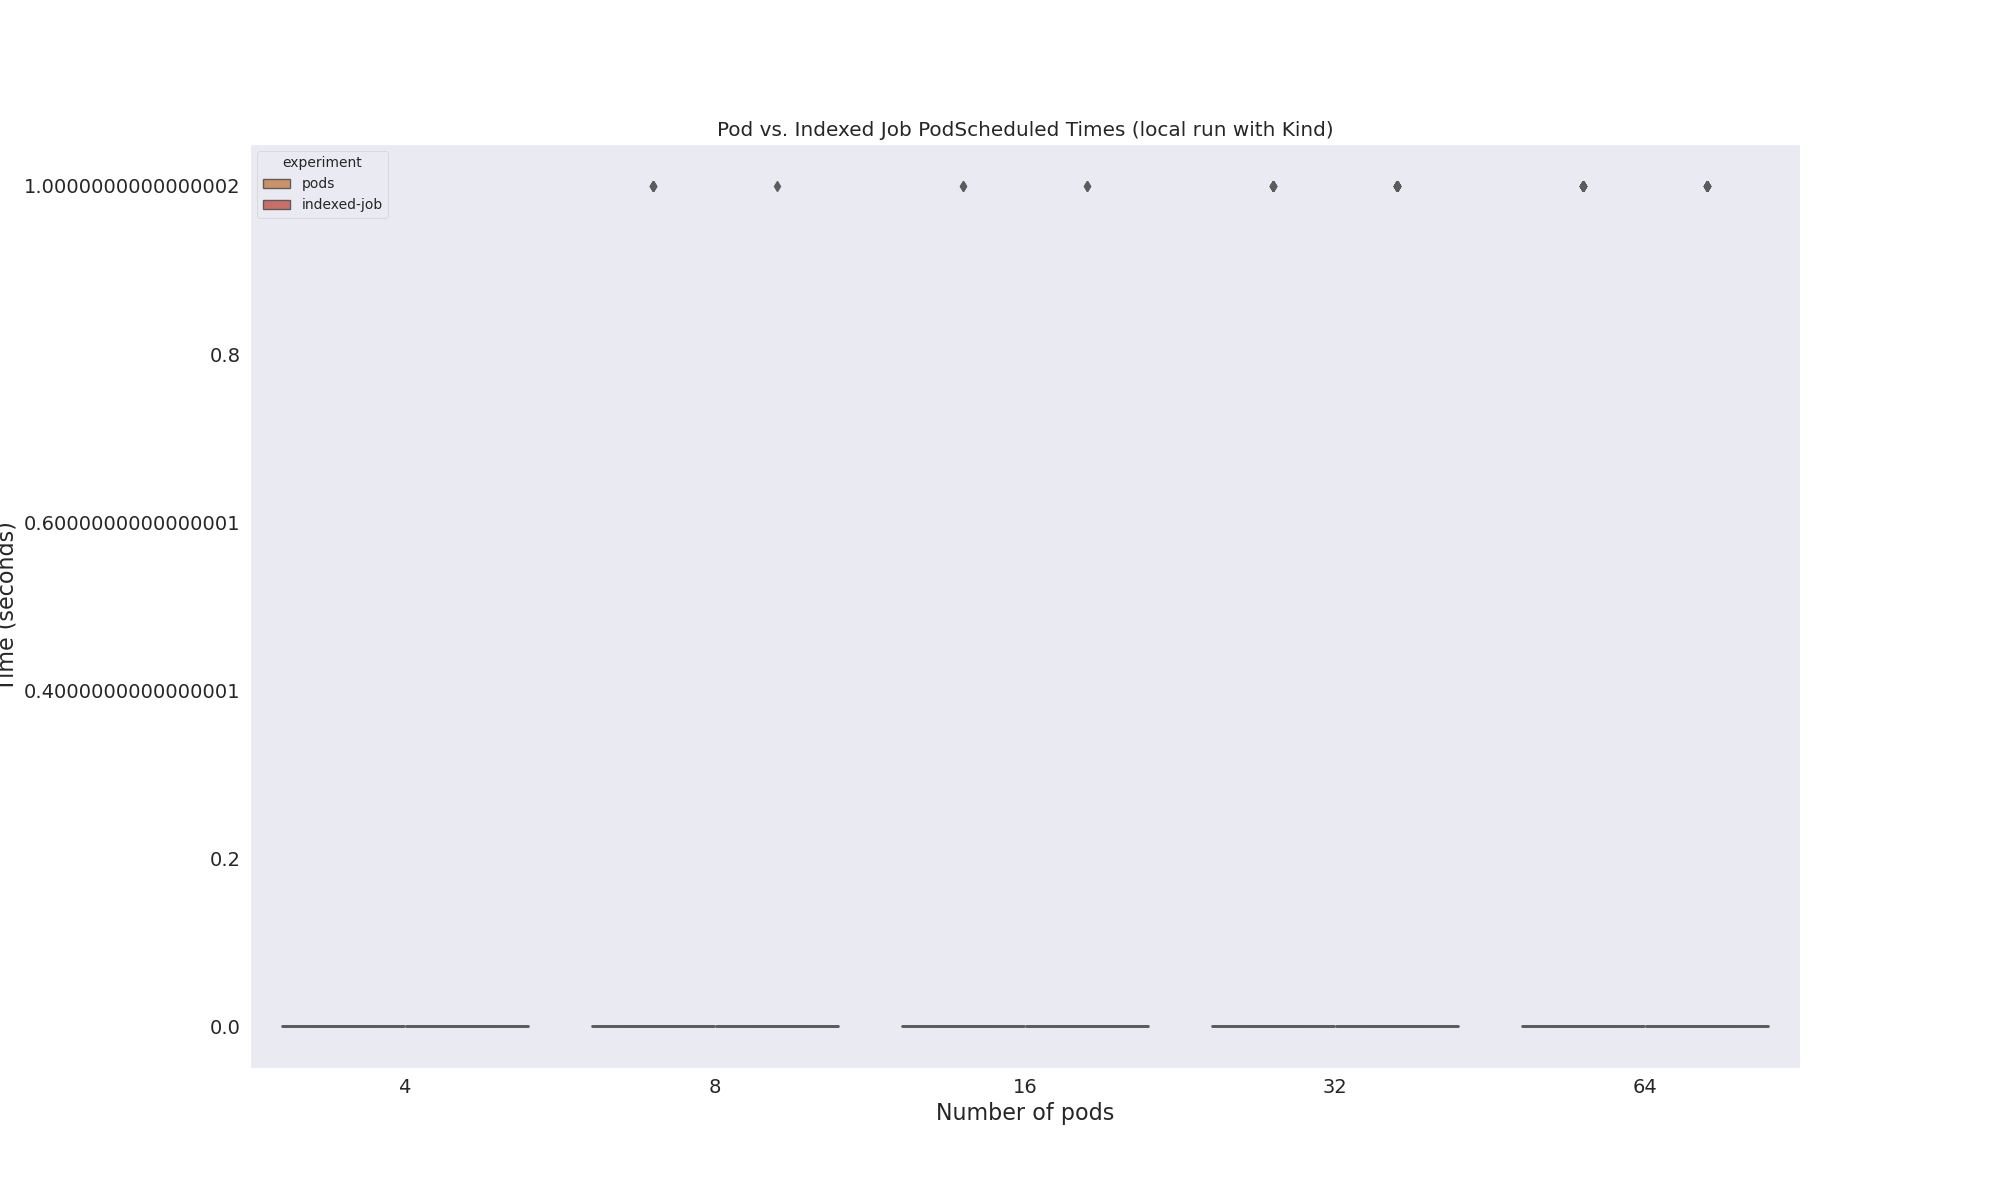 Pod vs. Indexed Job PodScheduled Times (local run with Kind)
experiment
pods
indexed-job
1.0000000000000002
0.8
0.6000000000000001
0.4000000000000001
0.2
0.0
Time (seconds)
4 8 16 32 64
Number of pods